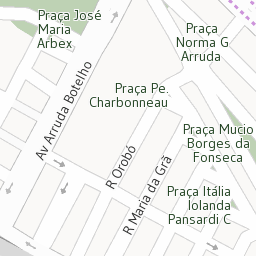 Praça José
Maria
Arbex
Praça
Norma G
Arruda
Praça Pe.
Charbonneau
Av Arruda Botelho
Praça Mucio
Borges da
Fonseca
R Orobó
R Maria da Grã
Praça Itália
Iolanda
Pansardi C